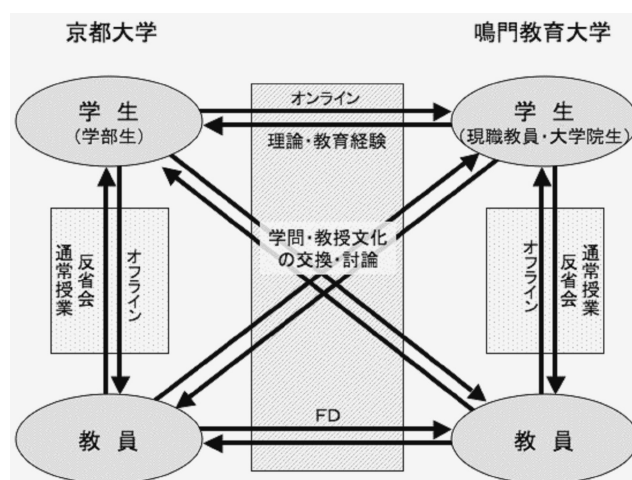 京都大学
鳴門教育大学
学 生
(学部生)
オンライン
理論・教育経験
学 生
(現職教員・大学院生)
学問・教授文化
の交換・討論
通常授業
反省会
オフライン
オフライン
反省会
通常授業
教 員
FD
教 員